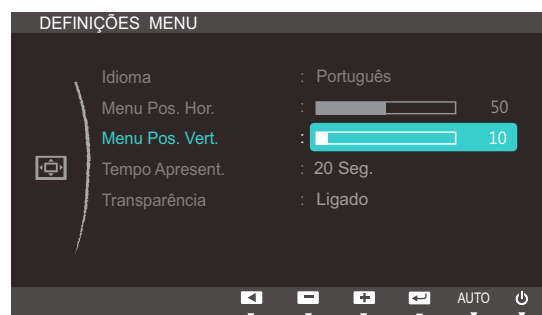 DEFINIÇÕES MENU
Idioma : Português
Menu Pos. Hor. : 50
Menu Pos. Vert. : 10
Tempo Apresent. : 20 Seg.
Transparência : Ligado
AUTO